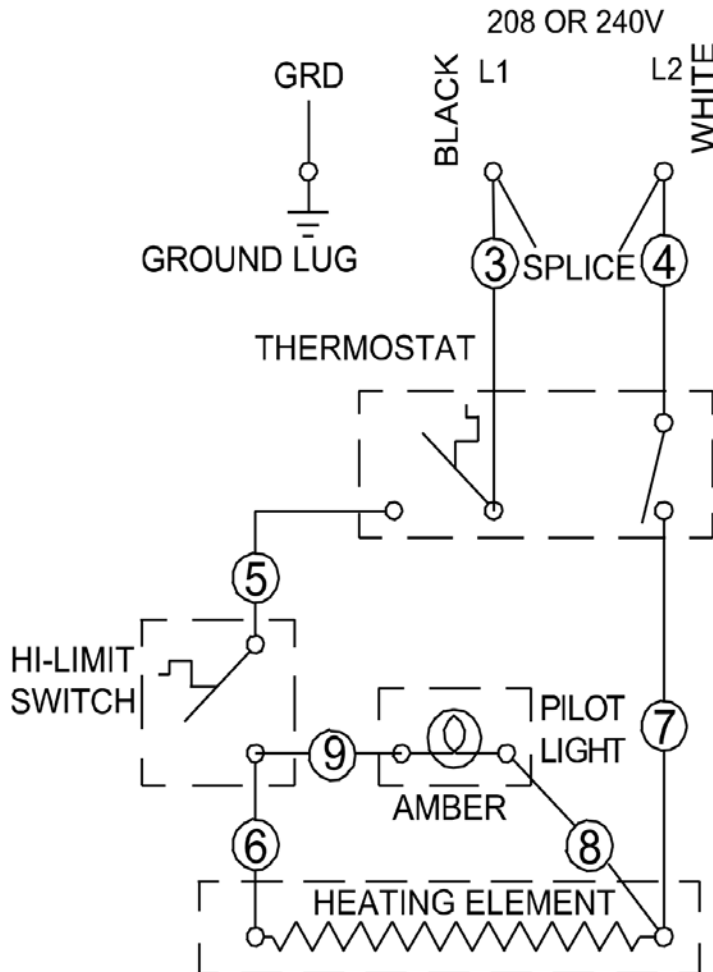 208 OR 240V
GRD
BLACK
L1
L2
WHITE
GROUND LUG
3
SPLICE
4
THERMOSTAT
5
HI-LIMIT
SWITCH
9
PILOT
LIGHT
7
AMBER
6
8
HEATING ELEMENT